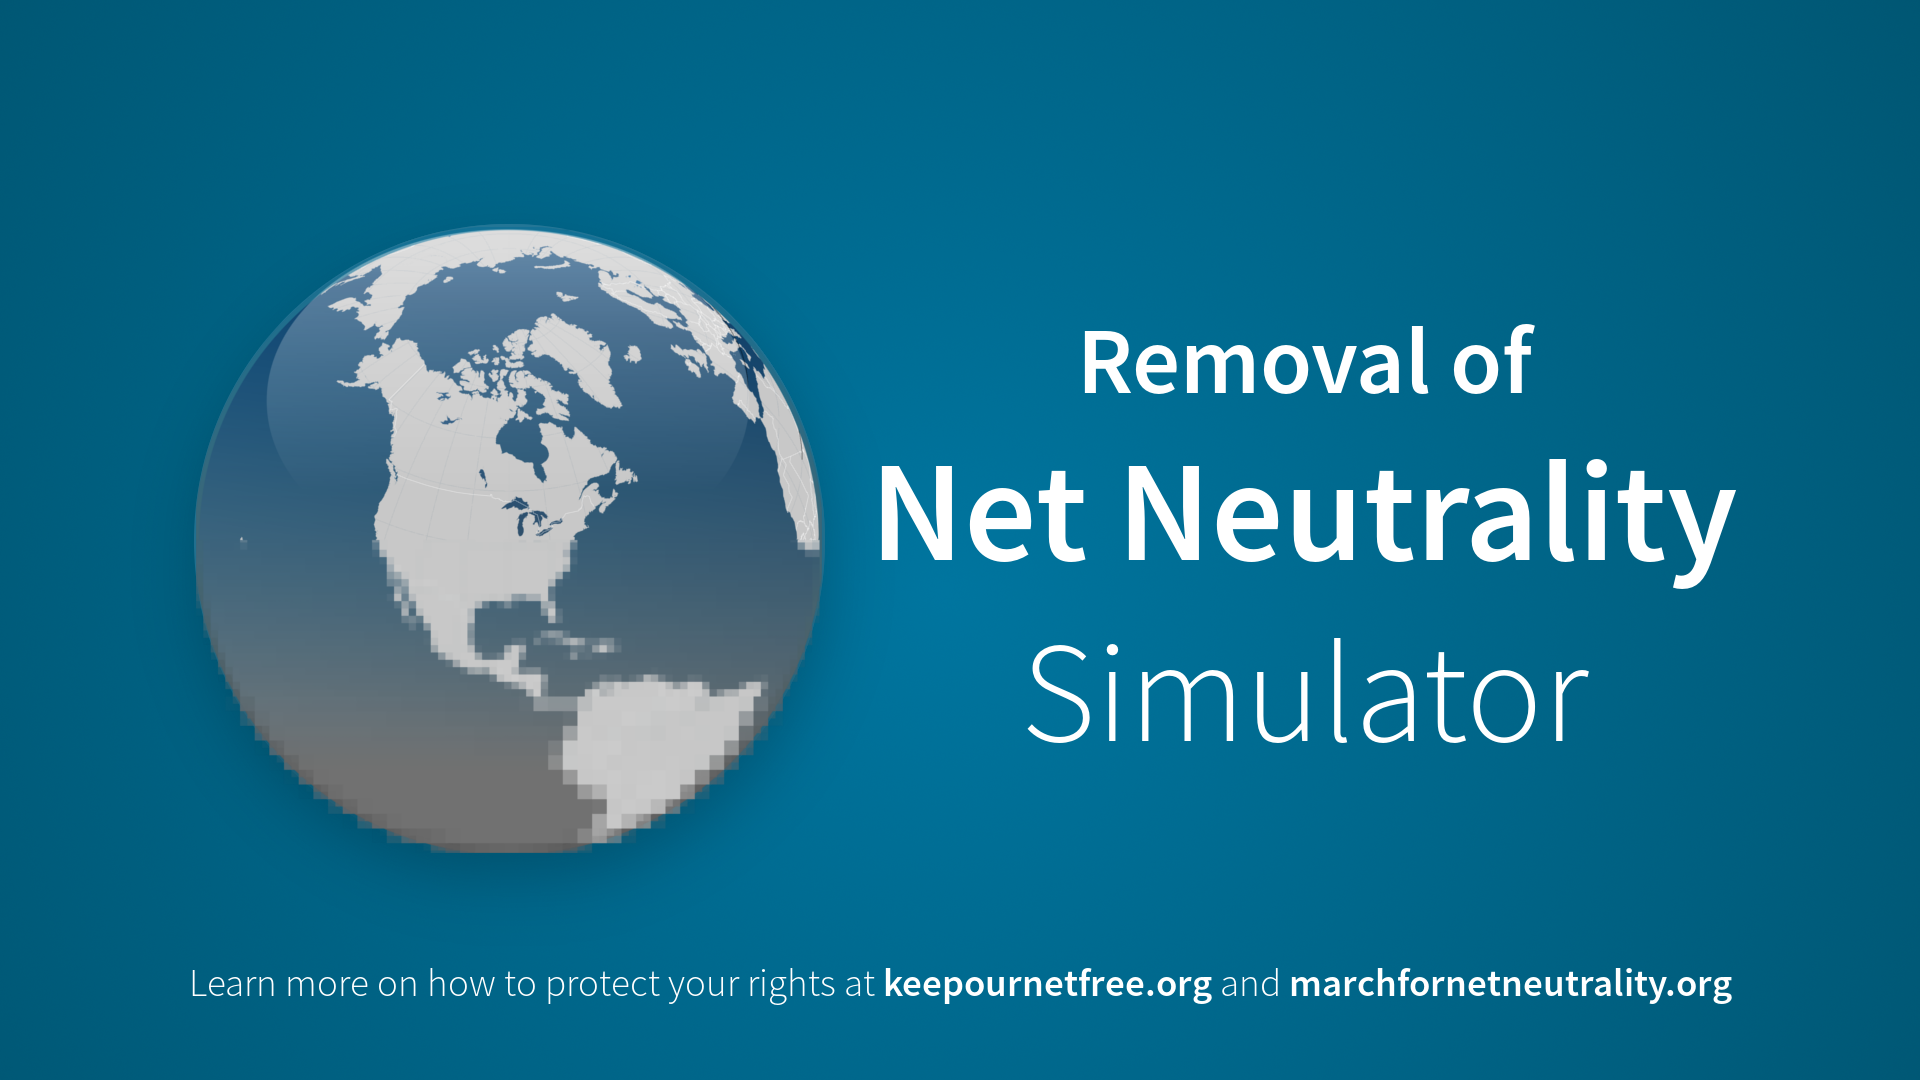 Removal of
Net Neutrality
Simulator
Learn more on how to protect your rights at keepournetfree.org and marchfornetneutrality.org